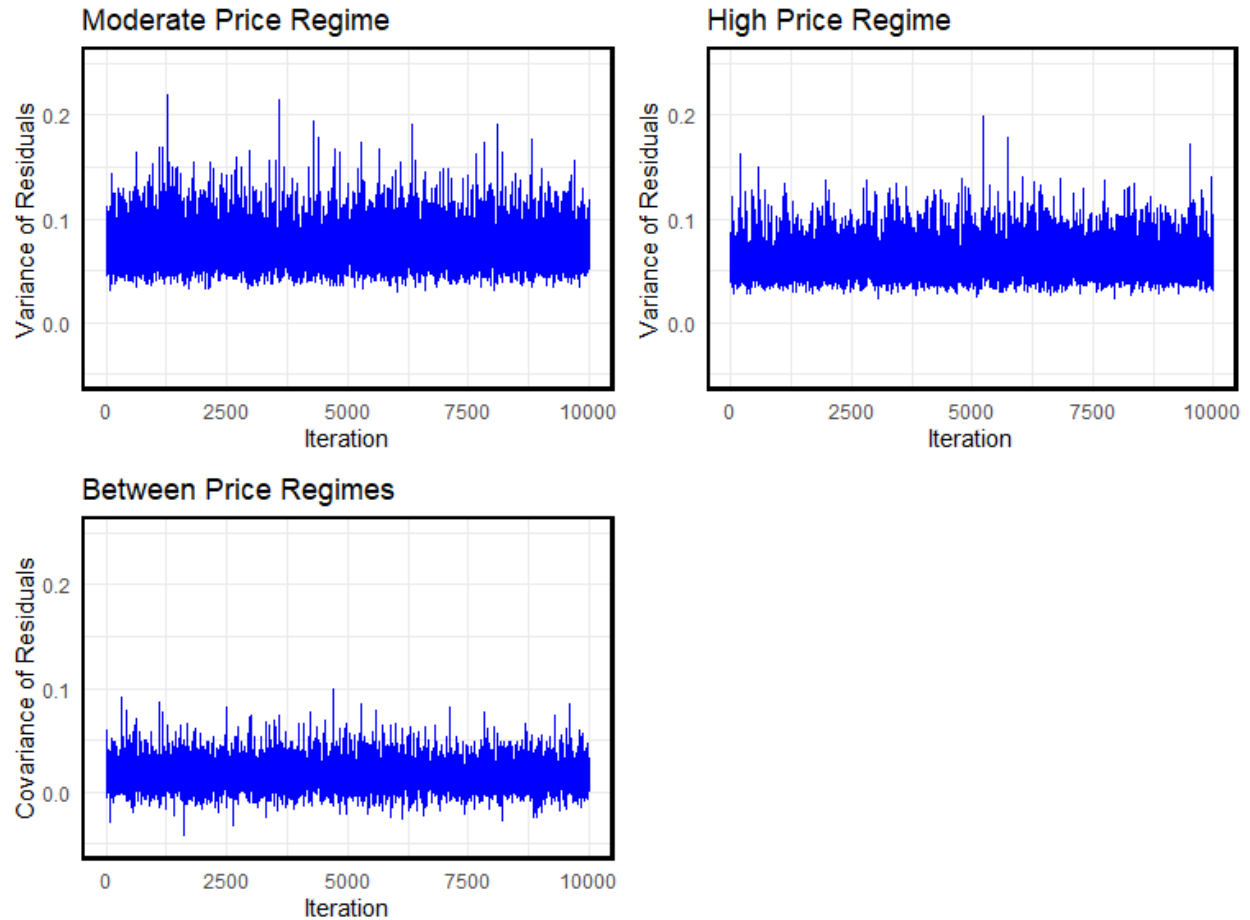 Moderate Price Regime
Variance of Residuals
0.2
0.1
0.0
0 2500 5000 7500 10000
Iteration
High Price Regime
Variance of Residuals
0.2
0.1
0.0
0 2500 5000 7500 10000
Iteration
Between Price Regimes
Covariance of Residuals
0.2
0.1
0.0
0 2500 5000 7500 10000
Iteration